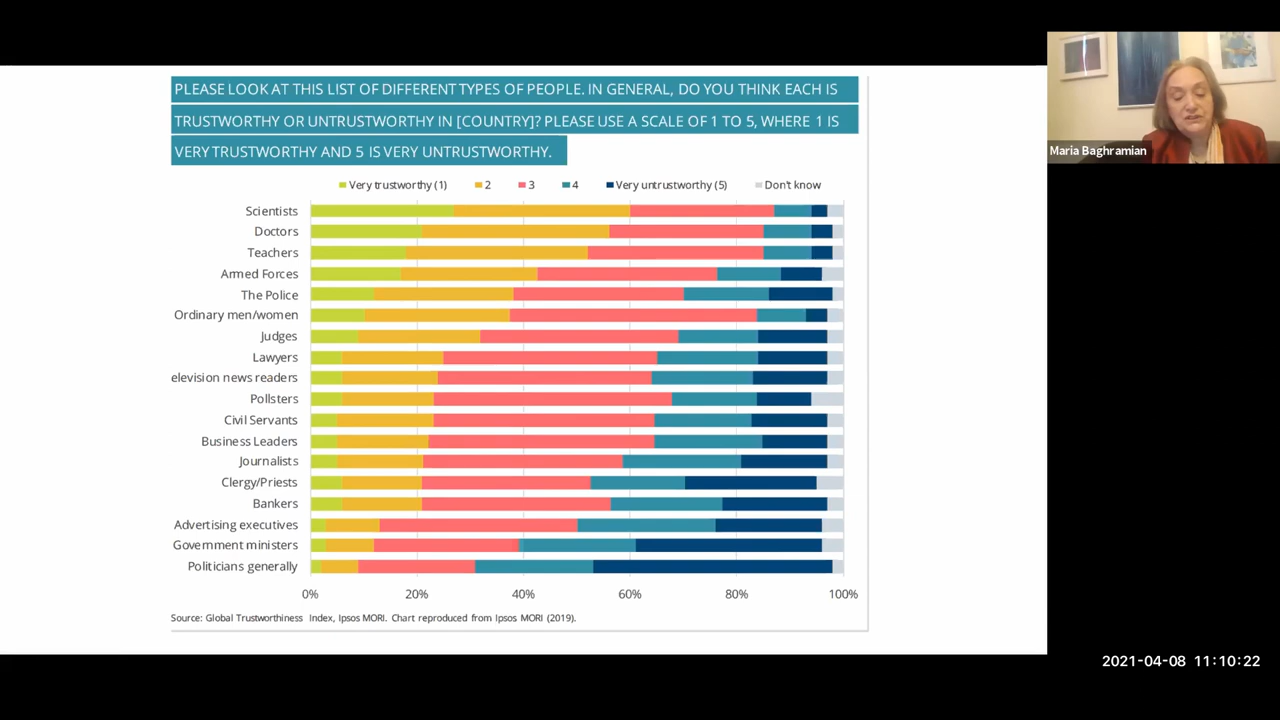 PLEASE LOOK AT THIS LIST OF DIFFERENT TYPES OF PEOPLE. IN GENERAL, DO YOU THINK EACH IS
TRUSTWORTHY OR UNTRUSTWORTHY IN [COUNTRY]? PLEASE USE A SCALE OF 1 TO 5, WHERE 1 IS
VERY TRUSTWORTHY AND 5 IS VERY UNTRUSTWORTHY.
Very trustworthy (1) 2 3 4 Very untrustworthy (5) Don't know
Scientists
Doctors
Teachers
Armed Forces
The Police
Ordinary men/women
Judges
Lawyers
elevision news readers
Pollsters
Civil Servants
Business Leaders
Journalists
Clergy/Priests
Bankers
Advertising executives
Government ministers
Politicians generally
0% 20% 40% 60% 80% 100%
Source: Global Trustworthiness Index, Ipsos MORI. Chart reproduced from Ipsos MORI (2019).
Maria Baghramian
2021-04-08 11:10:22